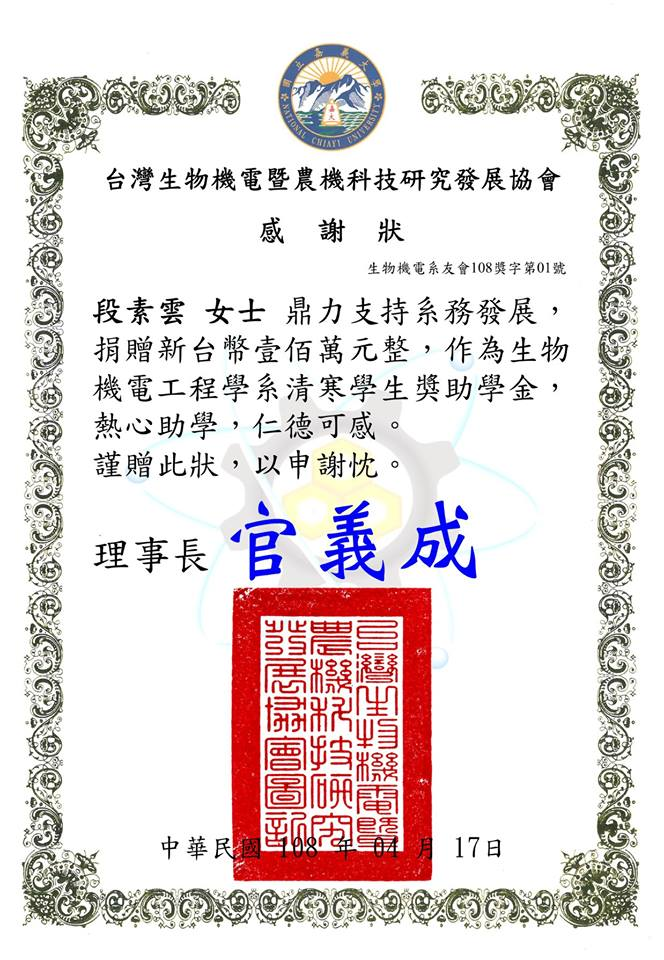 國立嘉義大學
NATIONAL CHIAYI UNIVERSITY
嘉大
台灣生物機電暨農機科技研究發展協會
感 謝 狀
生物機電系友會108獎字第01號
段素雲 女士 鼎力支持系務發展，
捐贈新台幣壹佰萬元整，作為生物
機電工程學系清寒學生獎助學金，
熱心助學，仁德可感。
謹贈此狀，以申謝忱。
理事長 官義成
台灣生物機電暨
農機科技研究
發展協會圖記
中華民國 108 年 04 月 17日